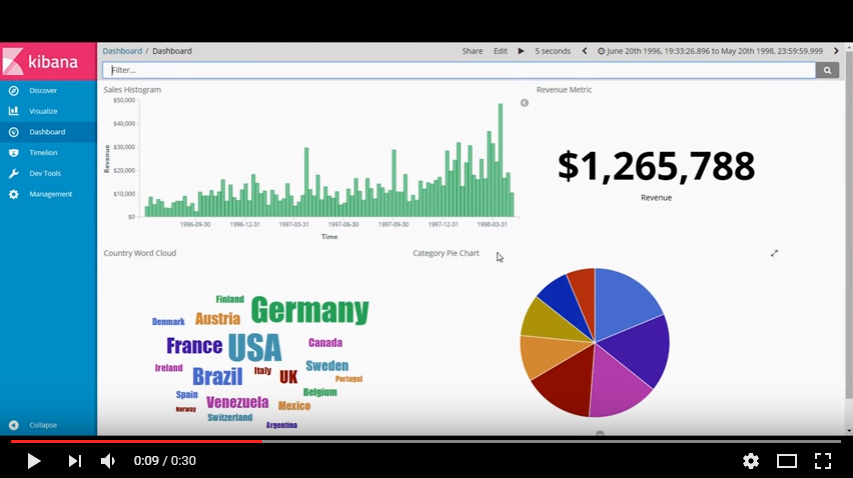 kibana
Discover
Visualize
Dashboard
Timelion
Dev Tools
Management
Collapse
Dashboard / Dashboard
Share Edit 5 seconds June 20th 1996, 19:33:26.896 to May 20th 1998, 23:59:59.999
Filter...
Sales Histogram
$50,000
$40,000
$30,000
$20,000
$10,000
$0
Revenue
1996-09-30 1996-12-31 1997-03-31 1997-06-30 1997-09-30 1997-12-31 1998-03-31
Time
Revenue Metric
$1,265,788
Revenue
Country Word Cloud
Finland
Germany
Denmark
Austria
France
USA
Canada
Ireland
Brazil
Italy
UK
Sweden
Portugal
Spain
Venezuela
Belgium
Norway
Mexico
Switzerland
Argentina
Category Pie Chart
0:09 / 0:30